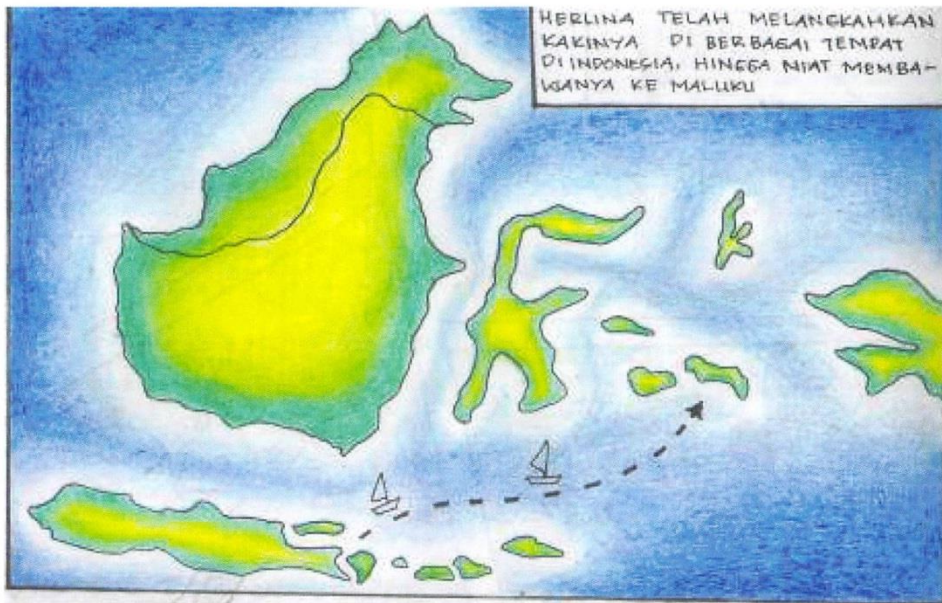 HERLINA TELAH MELANGKAHKAN
KAKINYA DI BERBAGAI TEMPAT
DI INDONESIA, HINGGA NIAT MEMBA-
WANYA KE MALUKU